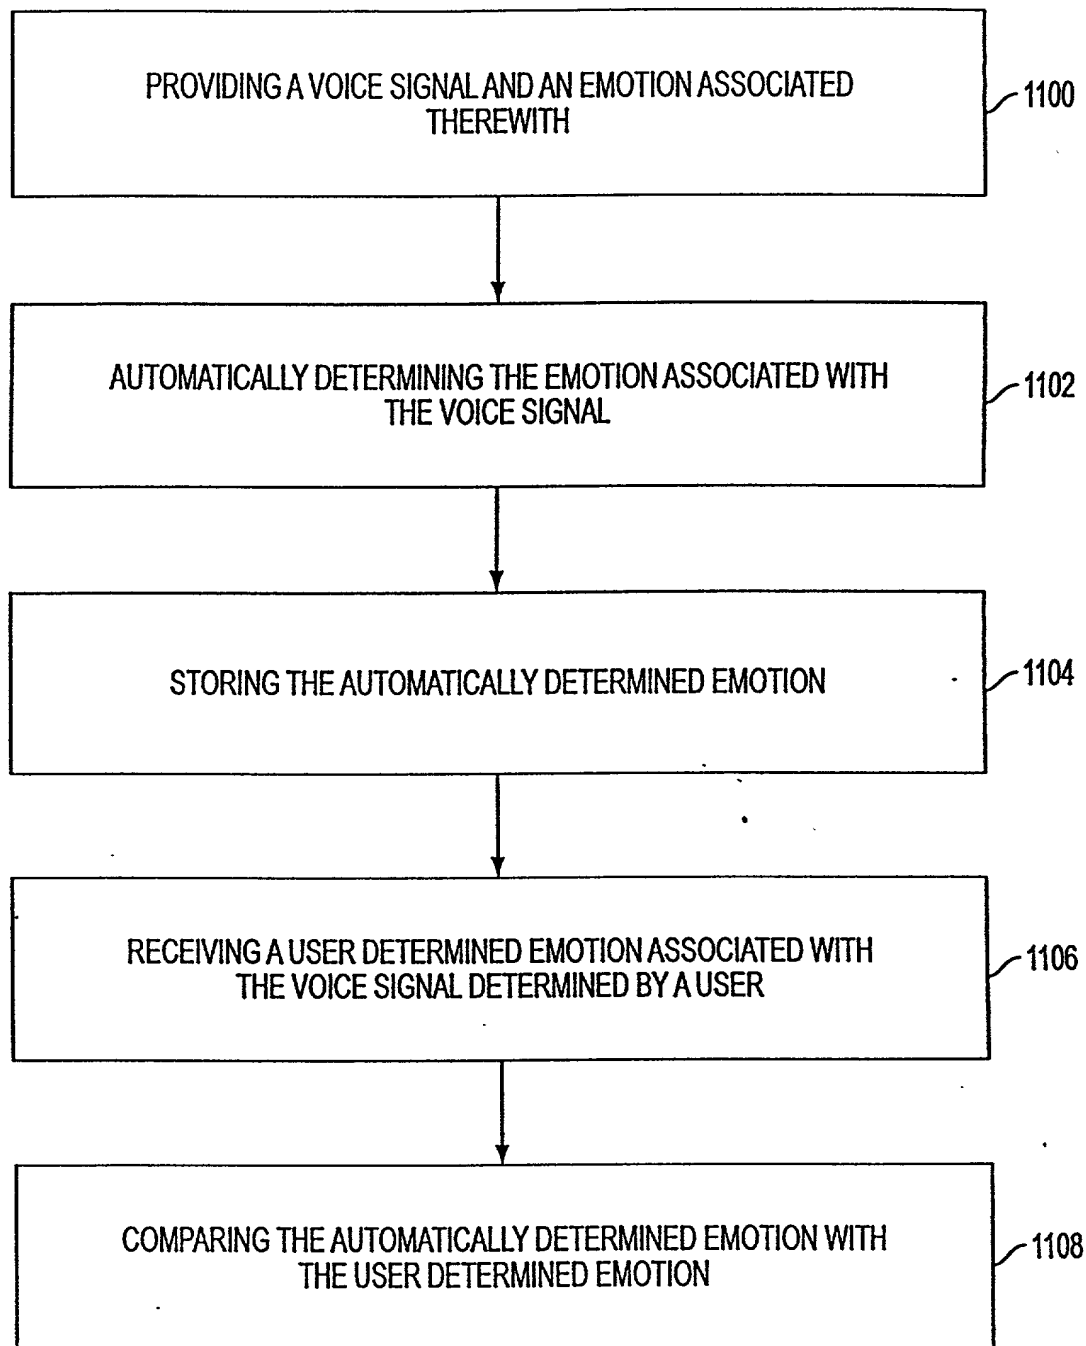 PROVIDING A VOICE SIGNAL AND AN EMOTION ASSOCIATED
THEREWITH
1100
AUTOMATICALLY DETERMINING THE EMOTION ASSOCIATED WITH
THE VOICE SIGNAL
1102
STORING THE AUTOMATICALLY DETERMINED EMOTION
1104
RECEIVING A USER DETERMINED EMOTION ASSOCIATED WITH
THE VOICE SIGNAL DETERMINED BY A USER
1106
COMPARING THE AUTOMATICALLY DETERMINED EMOTION WITH
THE USER DETERMINED EMOTION
1108